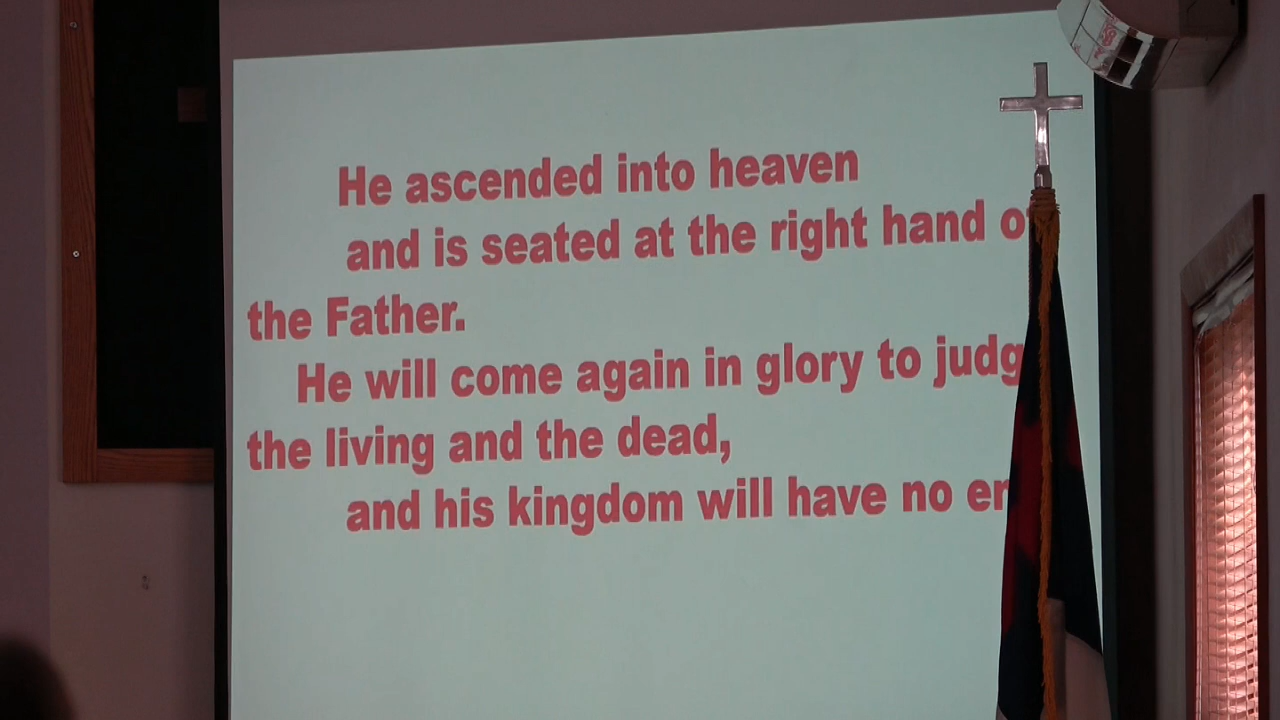 He ascended into heaven
and is seated at the right hand o
the Father.
He will come again in glory to judg
the living and the dead,
and his kingdom will have no